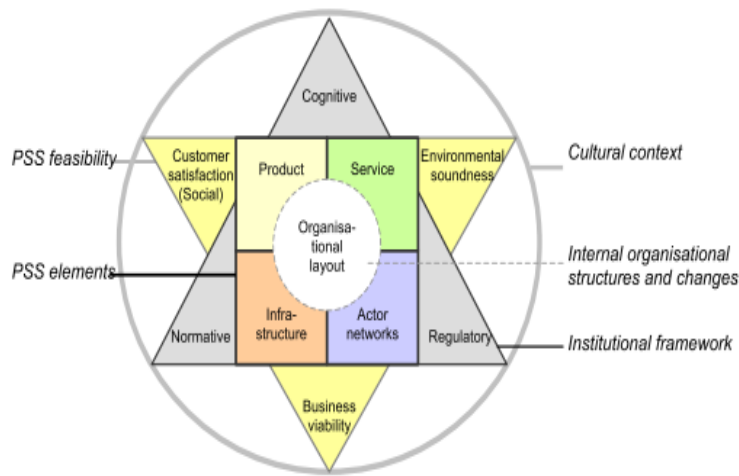 Cognitive
PSS feasibility
Customer
satisfaction
(Social)
Product
Service
Environmental
soundness
Cultural context
Organisa-
tional
layout
Internal organisational
structures and changes
PSS elements
Normative
Infra-
structure
Actor
networks
Regulatory
Institutional framework
Business
viability